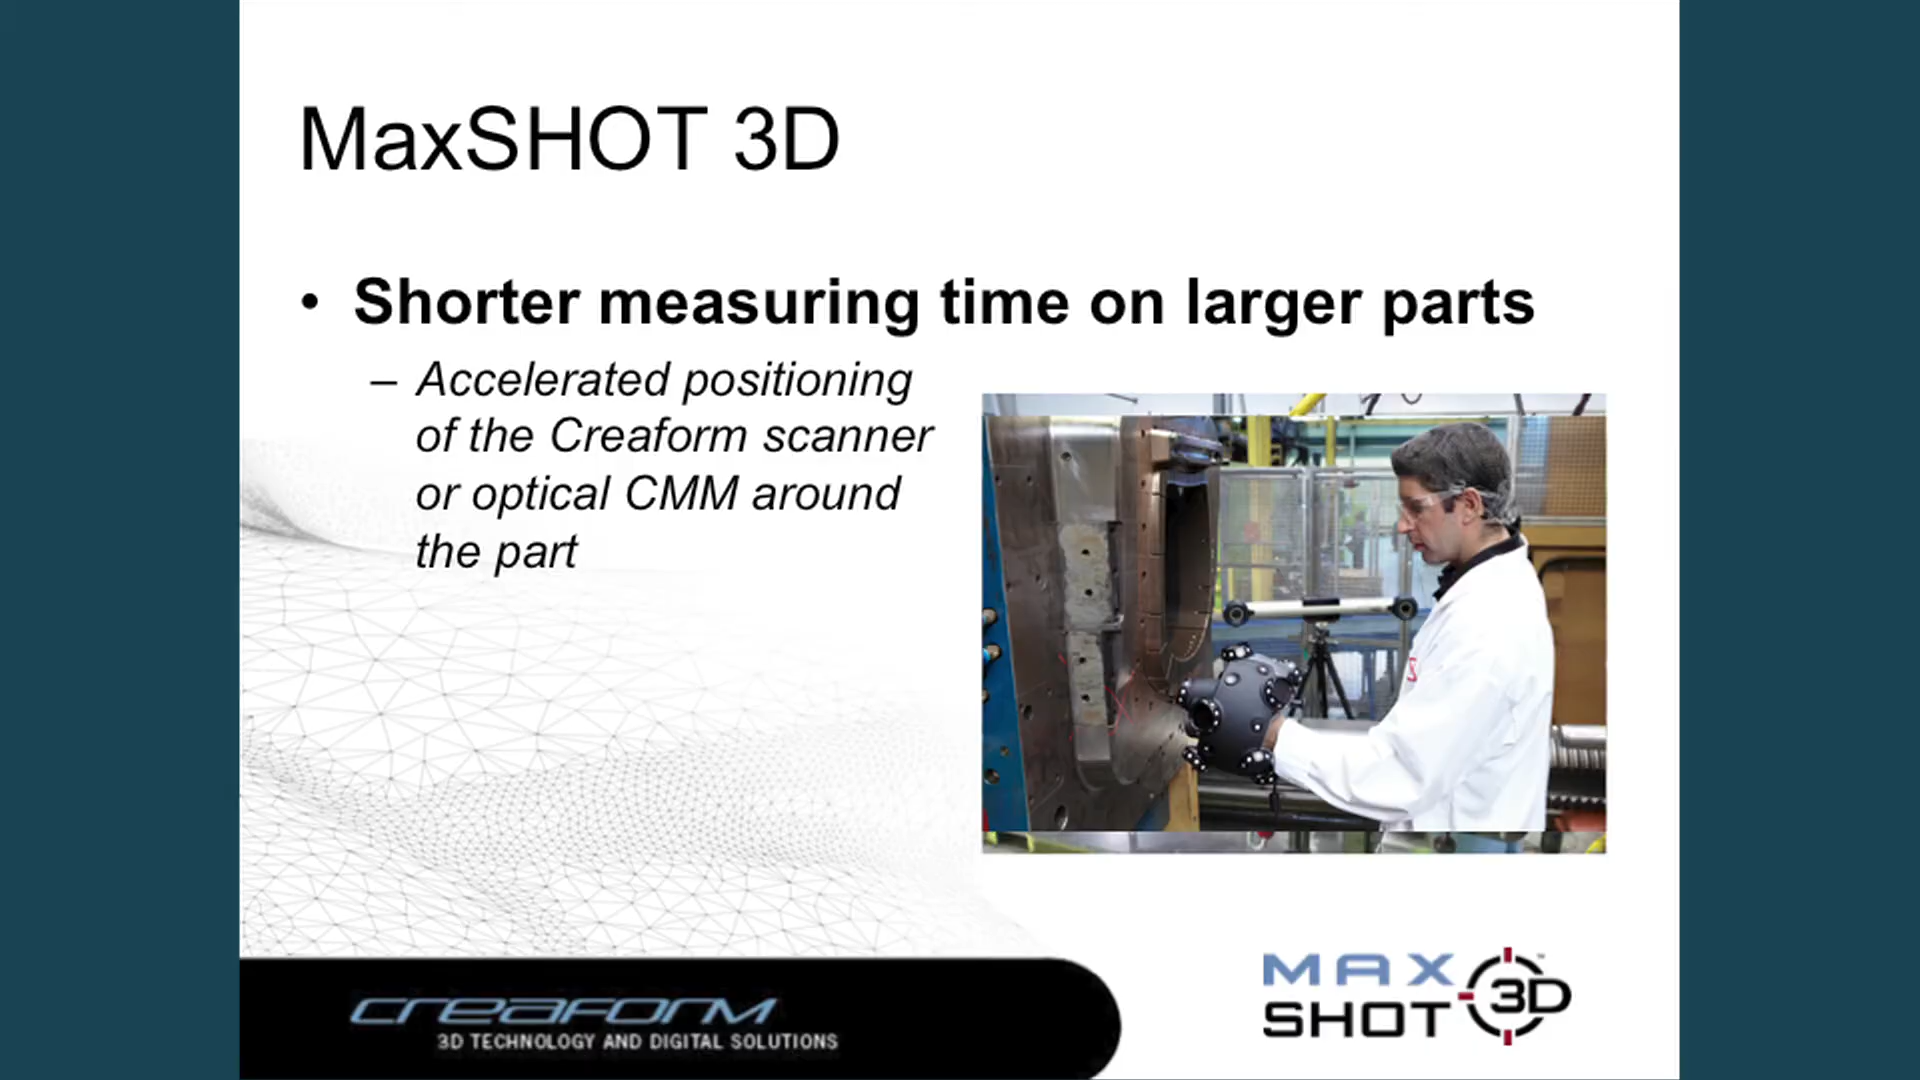 MaxSHOT 3D
• Shorter measuring time on larger parts
– Accelerated positioning
of the Creaform scanner
or optical CMM around
the part
creaform
3D TECHNOLOGY AND DIGITAL SOLUTIONS
MAX
SHOT 3D™